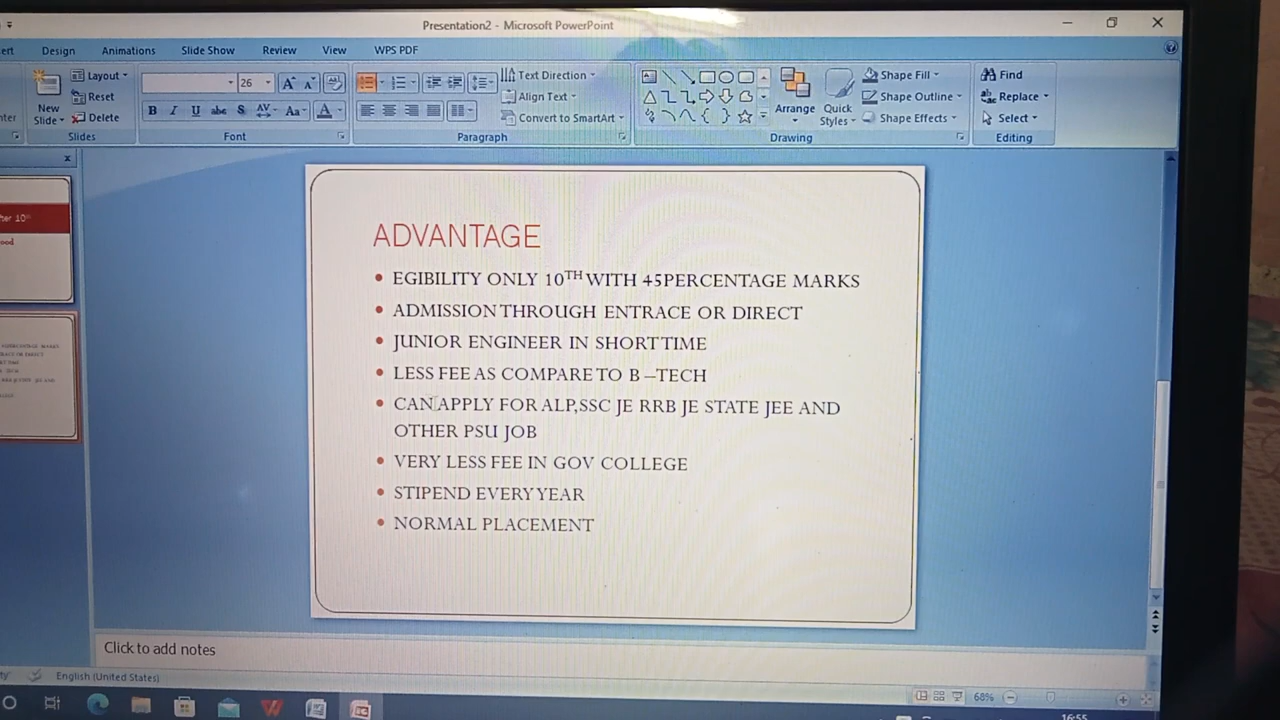 Presentation2 - Microsoft PowerPoint
Design Animations Slide Show Review View WPS PDF
New Slide
Layout
Reset
Delete
Slides
26
B I U abc S AV Aa A
Font
Text Direction
Align Text
Convert to SmartArt
Paragraph
Arrange
Quick Styles
Shape Fill
Shape Outline
Shape Effects
Drawing
Find
Replace
Select
Editing
ADVANTAGE
• EGIBILITY ONLY 10TH WITH 45PERCENTAGE MARKS
• ADMISSION THROUGH ENTRACE OR DIRECT
• JUNIOR ENGINEER IN SHORT TIME
• LESS FEE AS COMPARE TO B –TECH
• CAN APPLY FOR ALP,SSC JE RRB JE STATE JEE AND
OTHER PSU JOB
• VERY LESS FEE IN GOV COLLEGE
• STIPEND EVERY YEAR
• NORMAL PLACEMENT
Click to add notes
English (United States)
68%
16:55